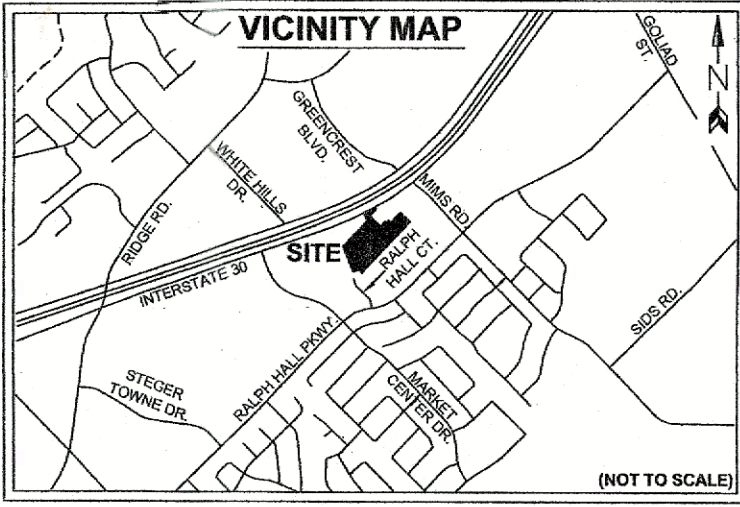 VICINITY MAP
GOLIAD
ST.
N
GREENCREST
BLVD.
WHITE HILLS
DR.
MIMS RD.
RIDGE RD.
SITE
RALPH
HALL CT.
INTERSTATE 30
SIDS RD.
STEGER
TOWNE DR.
RALPH HALL PKWY.
MARKET
CENTER DR.
(NOT TO SCALE)